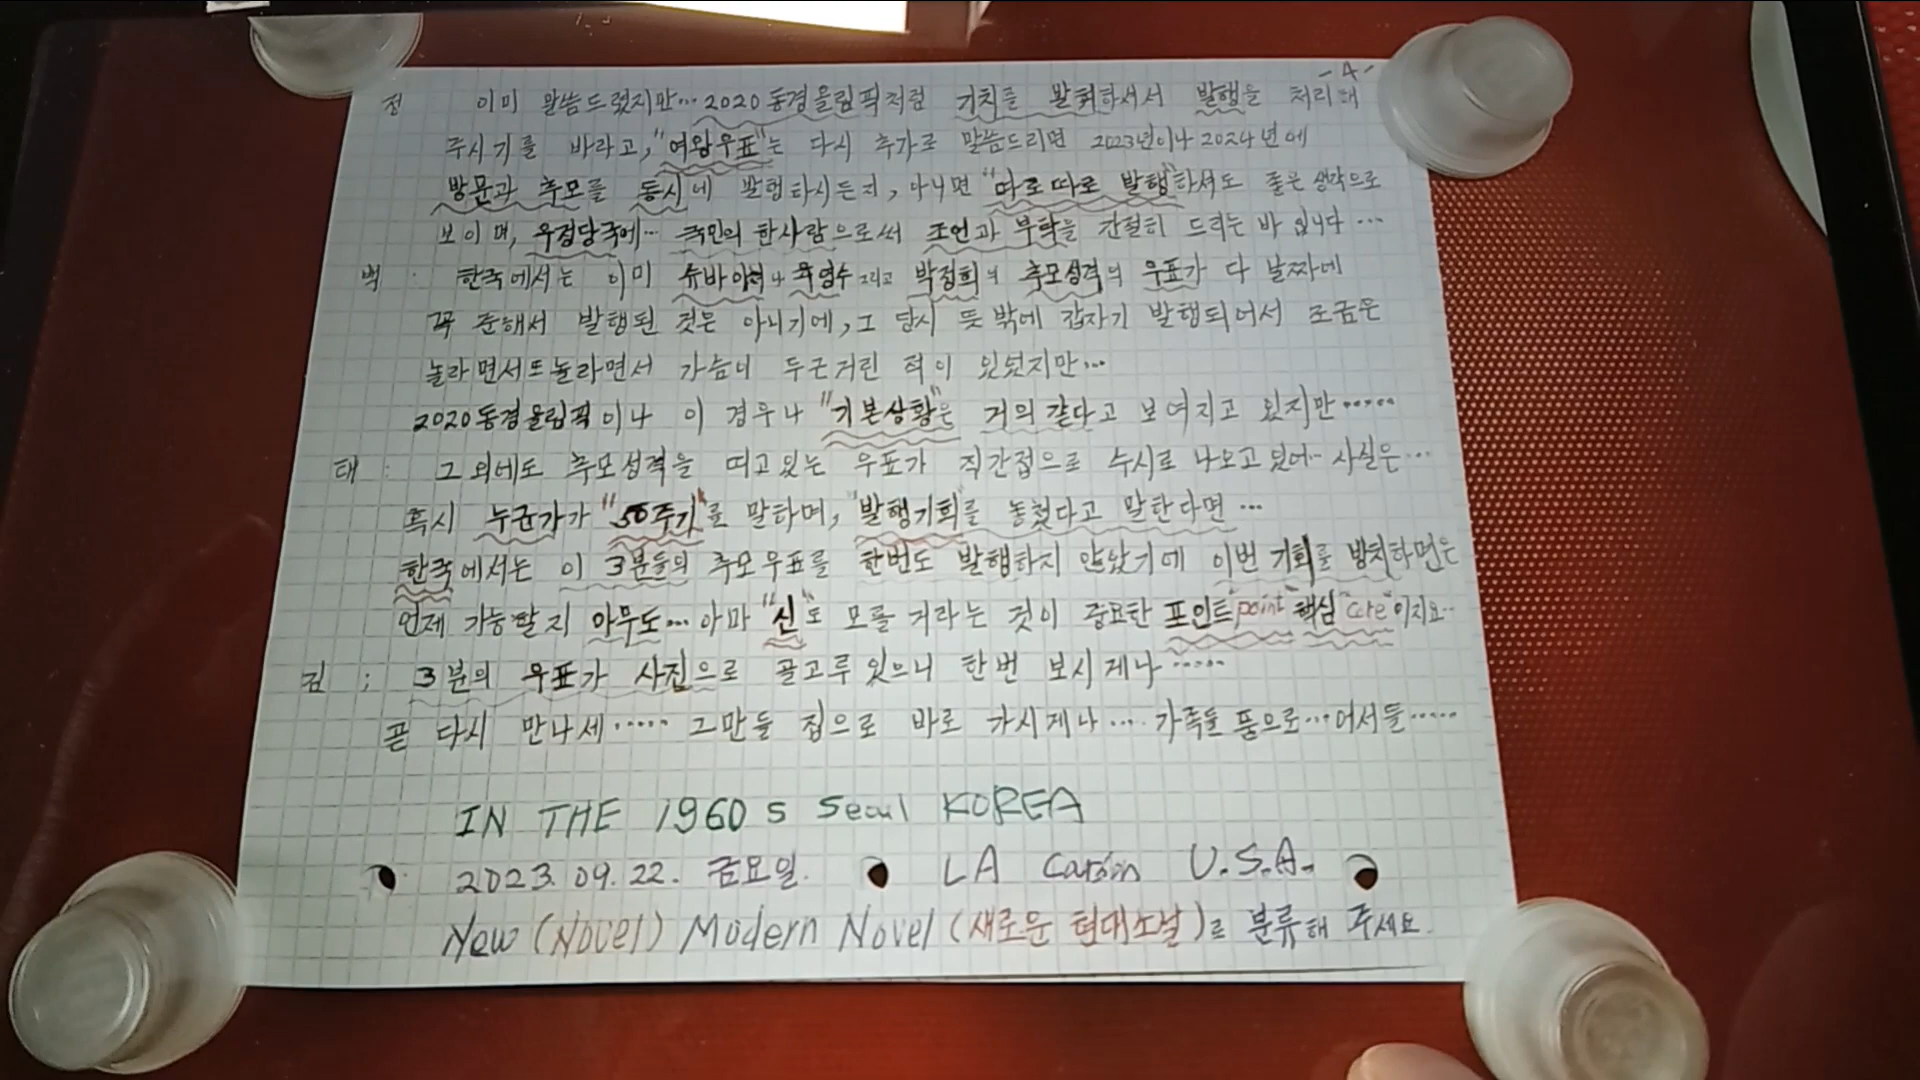 -4-
정 이미 말씀드렸지만... 2020동경올림픽처럼 기치를 발휘하셔서 발행을 처리해
주시기를 바라고, "여왕우표"는 다시 추가로 말씀드리면 2023년이나 2024년에
방문과 추모를 동시에 발행하시든지, 아니면 "따로따로 발행"하셔도 좋은 생각으로
보이며, 우정당국에... 국민의 한사람으로써 조언과 부탁을 간절히 드리는 바 입니다...
백 : 한국에서는 이미 슈바이쳐나 육영수 그리고 박정희의 추모성격의 우표가 다 날짜에
꼭 준해서 발행된 것은 아니기에, 그 당시 뜻 밖에 갑자기 발행되어서 조금은
놀라면서 또 놀라면서 가슴이 두근거린 적이 있었지만...
2020동경올림픽이나 이 경우나 "기본상황"은 거의 같다고 보여지고 있지만......
태 : 그 외에도 추모성격을 띠고있는 우표가 직간접으로 수시로 나오고 있어... 사실은...
혹시 누군가가 "50주기"를 말하며, "발행기회"를 놓쳤다고 말한다면...
한국에서는 이 3분들의 추모우표를 한번도 발행하지 않았기에 이번 기회를 방치하면은
언제 가능할지 아무도... 아마 "신"도 모를 거라는 것이 중요한 포인트"point" 핵심"core"이지요..
김 ; 3분의 우표가 사진으로 골고루 있으니 한번 보시게나......
곧 다시 만나세...... 그만들 집으로 바로 가시게나.... 가족들 품으로... 어서들......
IN THE 1960s Seoul KOREA
2023.09.22. 금요일. LA Carson U.S.A.
New (Novel) Modern Novel (새로운 현대소설)로 분류해 주세요.